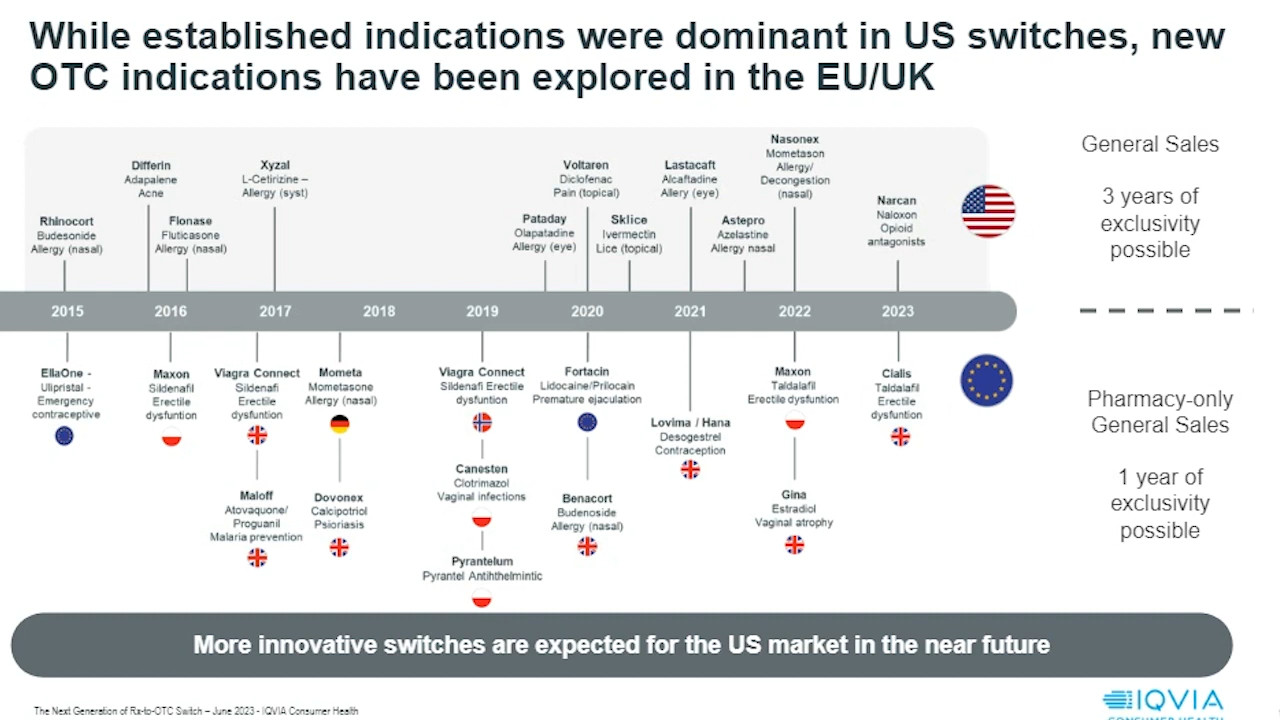 While established indications were dominant in US switches, new
OTC indications have been explored in the EU/UK
Rhinocort
Budesonide
Allergy (nasal)
Differin
Adapalene
Acne
Flonase
Fluticasone
Allergy (nasal)
Xyzal
L-Cetirizine –
Allergy (syst)
Pataday
Olapatadine
Allergy (eye)
Voltaren
Diclofenac
Pain (topical)
Sklice
Ivermectin
Lice (topical)
Lastacaft
Alcaftadine
Allery (eye)
Astepro
Azelastine
Allergy nasal
Nasonex
Mometason
Allergy/
Decongestion
(nasal)
Narcan
Naloxon
Opioid
antagonists
General Sales
3 years of
exclusivity
possible
2015
2016
2017
2018
2019
2020
2021
2022
2023
EllaOne -
Ulipristal -
Emergency
contraceptive
Maxon
Sildenafil
Erectile
dysfuntion
Viagra Connect
Sildenafi
Erectile
dysfuntion
Maloff
Atovaquone/
Proguanil
Malaria prevention
Mometa
Mometasone
Allergy (nasal)
Dovonex
Calcipotriol
Psioriasis
Viagra Connect
Sildenafi Erectile
dysfuntion
Canesten
Clotrimazol
Vaginal infections
Pyrantelum
Pyrantel Antihthelmintic
Fortacin
Lidocaine/Prilocain
Premature ejaculation
Benacort
Budenoside
Allergy (nasal)
Lovima / Hana
Desogestrel
Contraception
Maxon
Taldalafil
Erectile dysfuntion
Gina
Estradiol
Vaginal atrophy
Cialis
Taldalafil
Erectile
dysfuntion
Pharmacy-only
General Sales
1 year of
exclusivity
possible
More innovative switches are expected for the US market in the near future
The Next Generation of Rx-to-OTC Switch – June 2023 - IQVIA Consumer Health
IQVIA
CONSUMER HEALTH